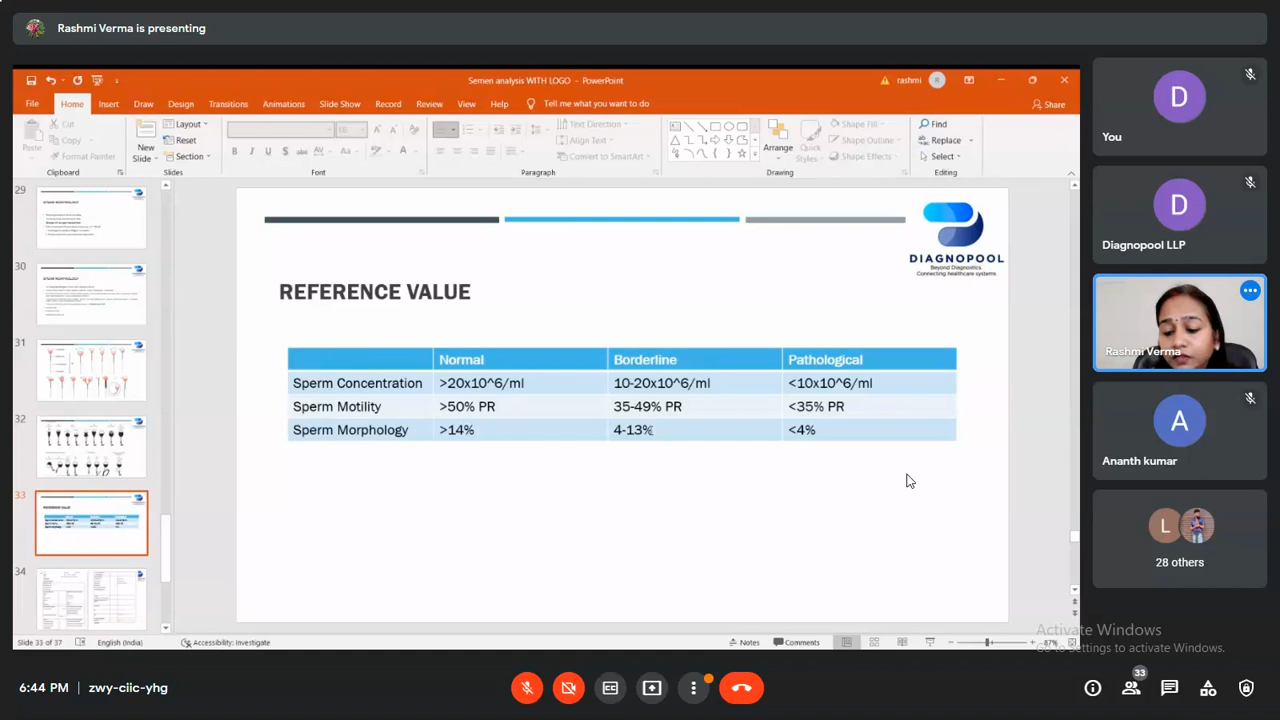 Rashmi Verma is presenting
Semen analysis WITH LOGO - PowerPoint
rashmi
R
File Home Insert Draw Design Transitions Animations Slide Show Record Review View Help Tell me what you want to do
Share
Paste
Cut
Copy
Format Painter
Clipboard
New Slide
Layout
Reset
Section
Slides
Font
Text Direction
Align Text
Convert to SmartArt
Paragraph
Arrange
Quick Styles
Shape Fill
Shape Outline
Shape Effects
Drawing
Find
Replace
Select
Editing
29
30
31
32
33
34
DIAGNOPOOL
Beyond Diagnostics.
Connecting healthcare systems
REFERENCE VALUE
Normal Borderline Pathological
Sperm Concentration >20x10^6/ml 10-20x10^6/ml <10x10^6/ml
Sperm Motility >50% PR 35-49% PR <35% PR
Sperm Morphology >14% 4-13% <4%
Slide 33 of 37 English (India) Accessibility: Investigate Notes Comments 87%
D
You
D
Diagnopool LLP
Rashmi Verma
A
Ananth kumar
L
28 others
Activate Windows
Go to Settings to activate Windows.
6:44 PM | zwy-ciic-yhg
33